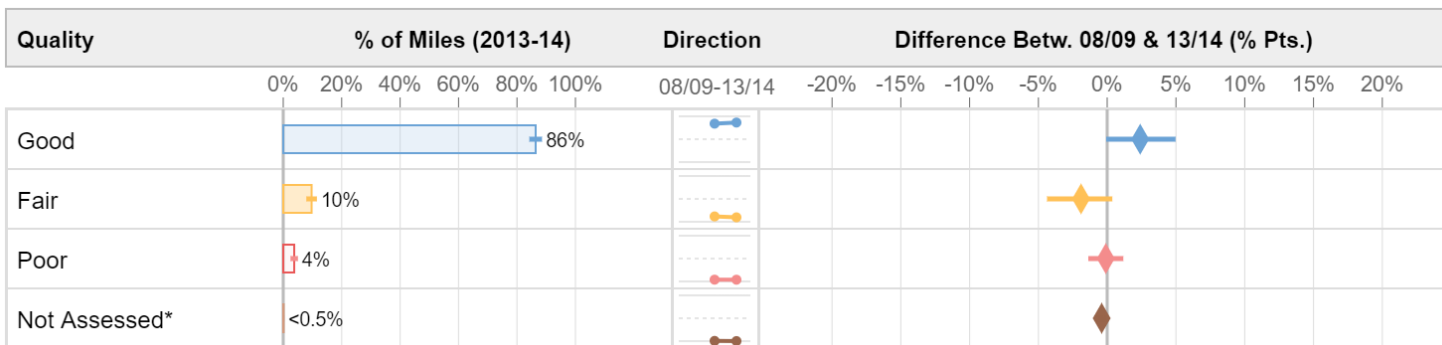 Quality % of Miles (2013-14) Direction Difference Betw. 08/09 & 13/14 (% Pts.)
0% 20% 40% 60% 80% 100% 08/09-13/14 -20% -15% -10% -5% 0% 5% 10% 15% 20%
Good 86%
Fair 10%
Poor 4%
Not Assessed* <0.5%